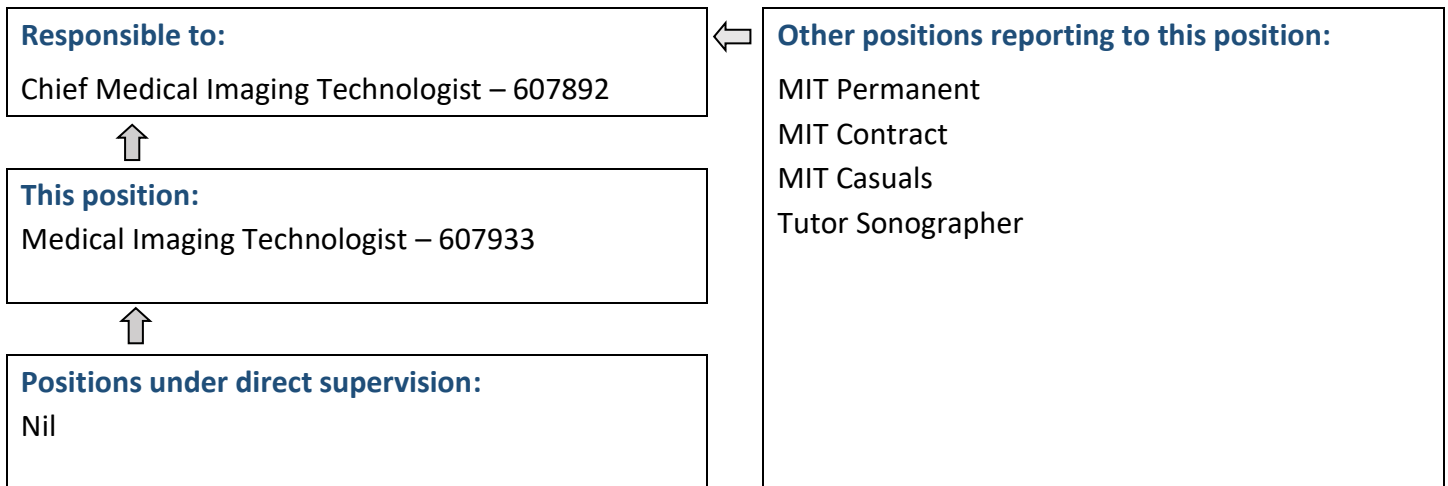 Responsible to:
Chief Medical Imaging Technologist – 607892
This position:
Medical Imaging Technologist – 607933
Positions under direct supervision:
Nil
Other positions reporting to this position:
MIT Permanent
MIT Contract
MIT Casuals
Tutor Sonographer